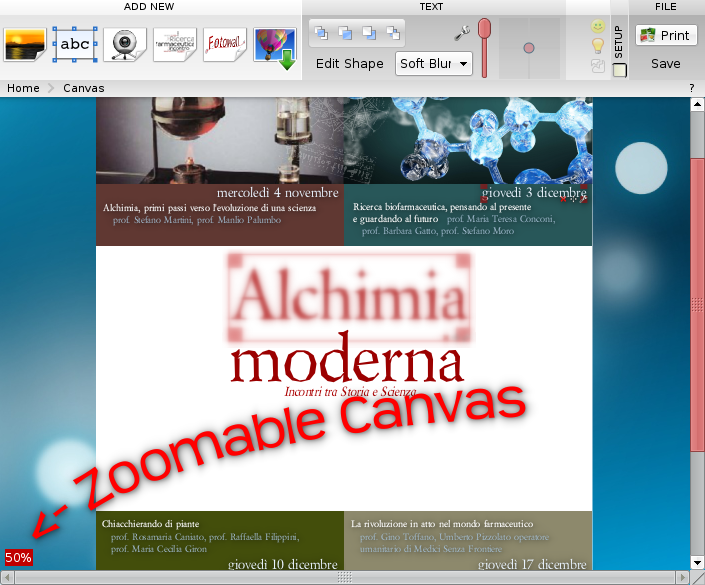 ADD NEW
TEXT
FILE
abc
la Ricerca
farmaceutica
incontro
Fotowall
SETUP
Print
Edit Shape
Soft Blur
Save
Home
Canvas
?
mercoledì 4 novembre
Alchimia, primi passi verso l'evoluzione di una scienza
prof. Stefano Martini, prof. Manlio Palumbo
giovedì 3 dicembre
Ricerca biofarmaceutica, pensando al presente
e guardando al futuro prof. Maria Teresa Conconi,
prof. Barbara Gatto, prof. Stefano Moro
Alchimia
moderna
Incontri tra Storia e Scienza
Zoomable Canvas
50%
Chiacchierando di piante
prof. Rosamaria Caniato, prof. Raffaella Filippini,
prof. Maria Cecilia Giron
giovedì 10 dicembre
La rivoluzione in atto nel mondo farmaceutico
prof. Gino Toffano, Umberto Pizzolato operatore
umanitario di Medici Senza Frontiere
giovedì 17 dicembre